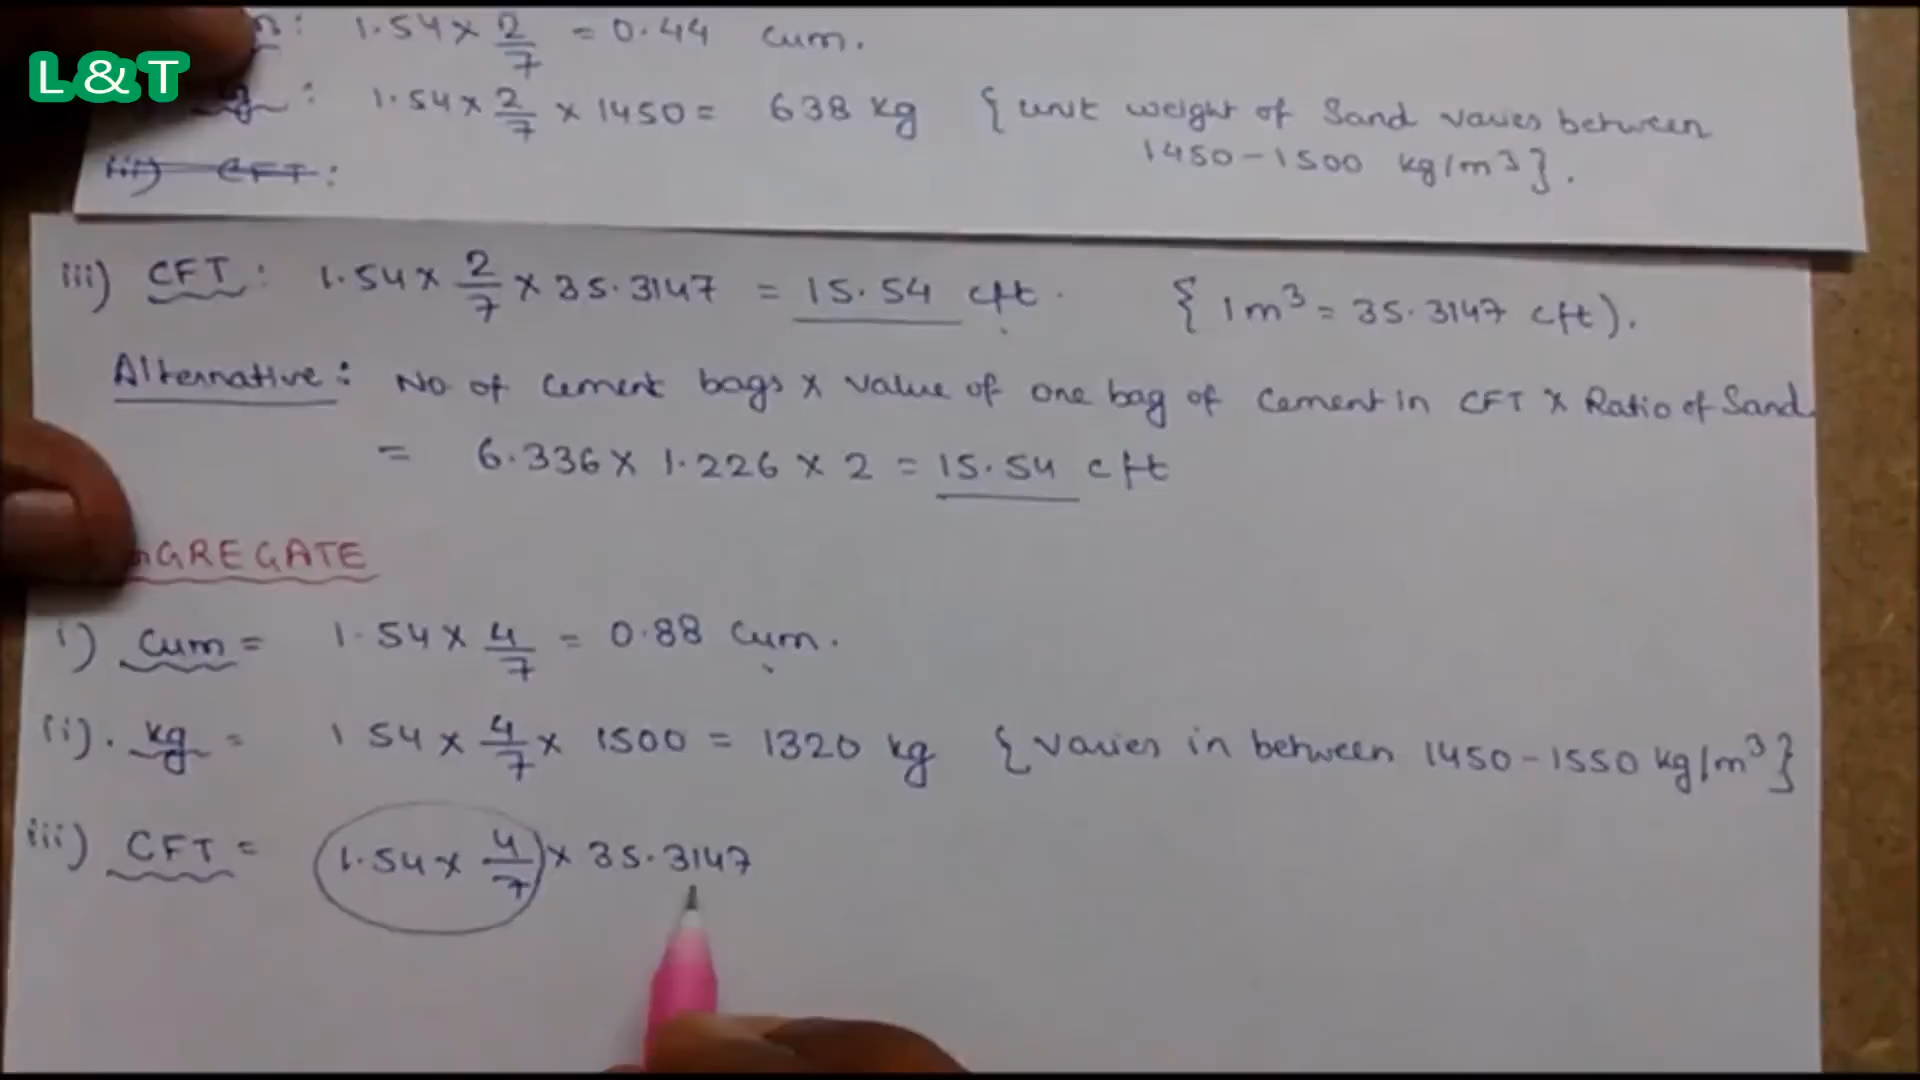 L&T
: 1.54 × 2/7 = 0.44 cum.
: 1.54 × 2/7 × 1450 = 638 kg { unit weight of Sand varies between
1450 - 1500 kg/m³}.
iii) CFT:
iii) CFT: 1.54 × 2/7 × 35.3147 = 15.54 cft. { 1m³ = 35.3147 cft).
Alternative: No of cement bags × value of one bag of cement in CFT × Ratio of Sand
= 6.336 × 1.226 × 2 = 15.54 cft
GREGATE
i) Cum = 1.54 × 4/7 = 0.88 Cum.
(ii). kg = 1.54 × 4/7 × 1500 = 1320 kg { varies in between 1450 - 1550 kg/m³}
iii) CFT = 1.54 × 4/7 × 35.3147